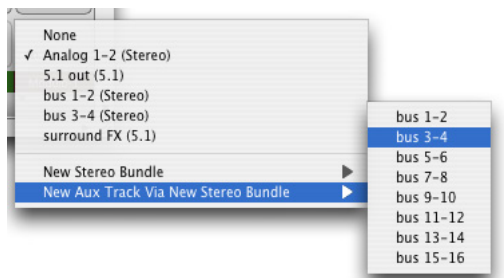 None
✓ Analog 1-2 (Stereo)
5.1 out (5.1)
bus 1-2 (Stereo)
bus 3-4 (Stereo)
surround FX (5.1)
New Stereo Bundle
New Aux Track Via New Stereo Bundle
bus 1-2
bus 3-4
bus 5-6
bus 7-8
bus 9-10
bus 11-12
bus 13-14
bus 15-16